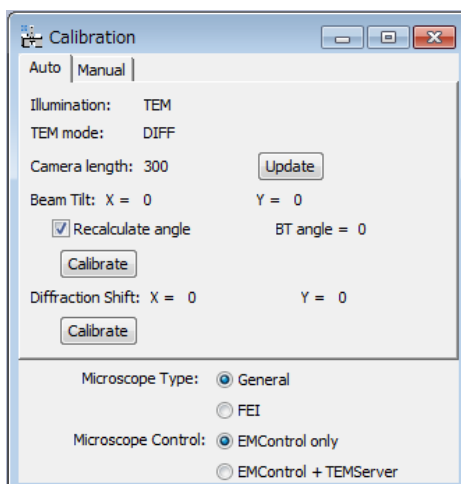 Calibration
Auto Manual
Illumination: TEM
TEM mode: DIFF
Camera length: 300 Update
Beam Tilt: X = 0 Y = 0
Recalculate angle BT angle = 0
Calibrate
Diffraction Shift: X = 0 Y = 0
Calibrate
Microscope Type: General
FEI
Microscope Control: EMControl only
EMControl + TEMServer